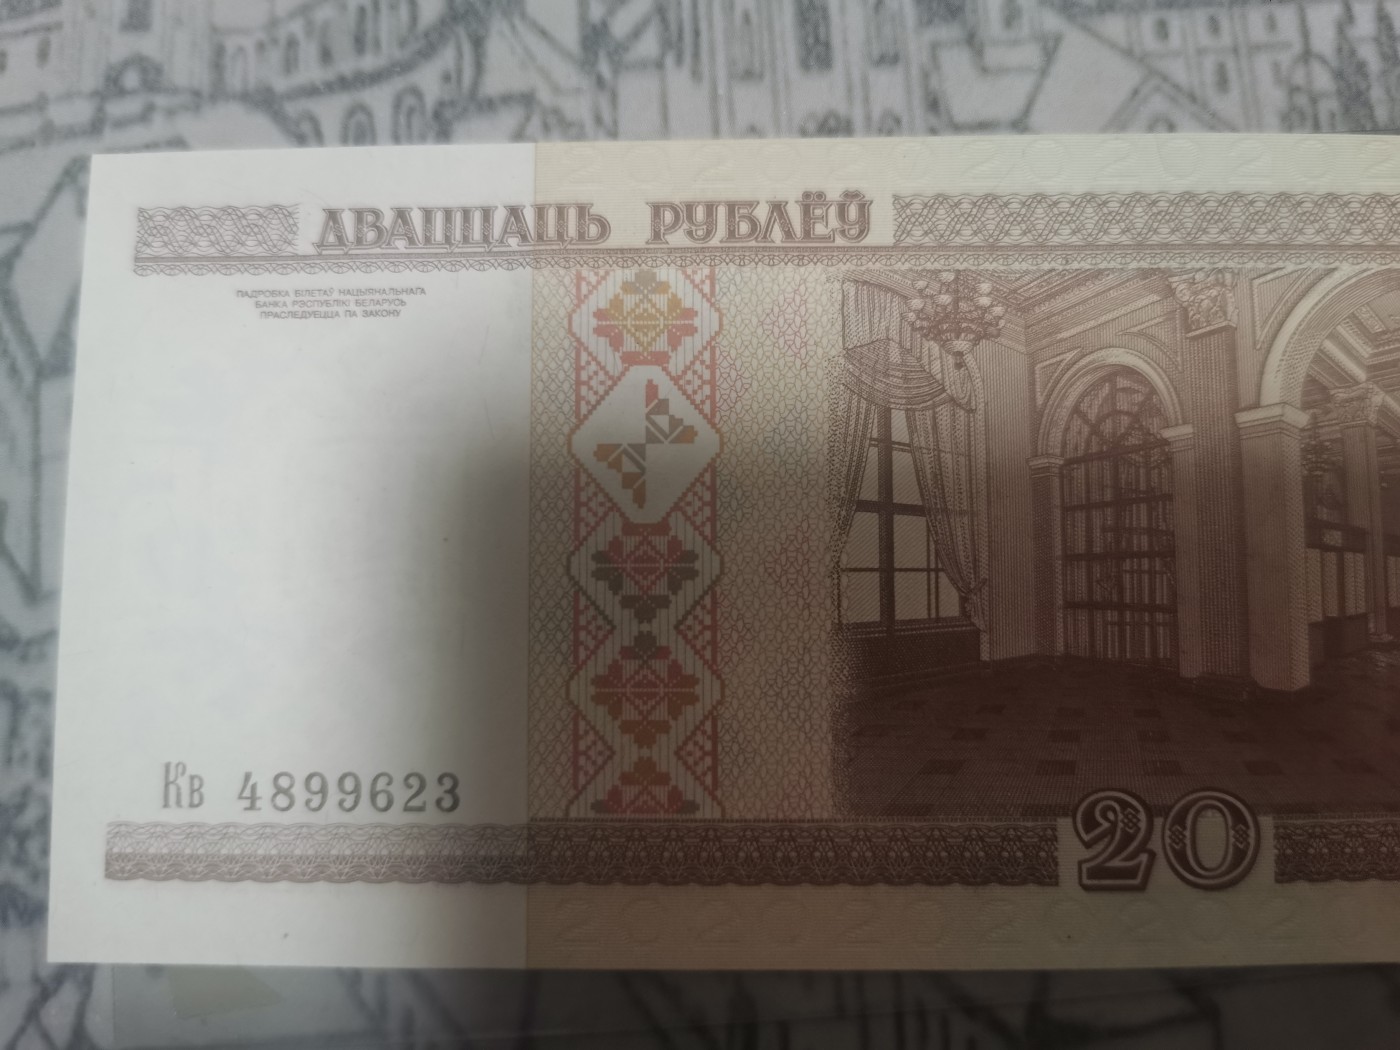 ДВАЦЦАЦЬ РУБЛЁЎ
ПАДРОБКА БІЛЕТАЎ НАЦЫЯНАЛЬНАГА
БАНКА РЭСПУБЛІКІ БЕЛАРУСЬ
ПРАСЛЕДУЕЦЦА ПА ЗАКОНУ
Кв 4899623
20